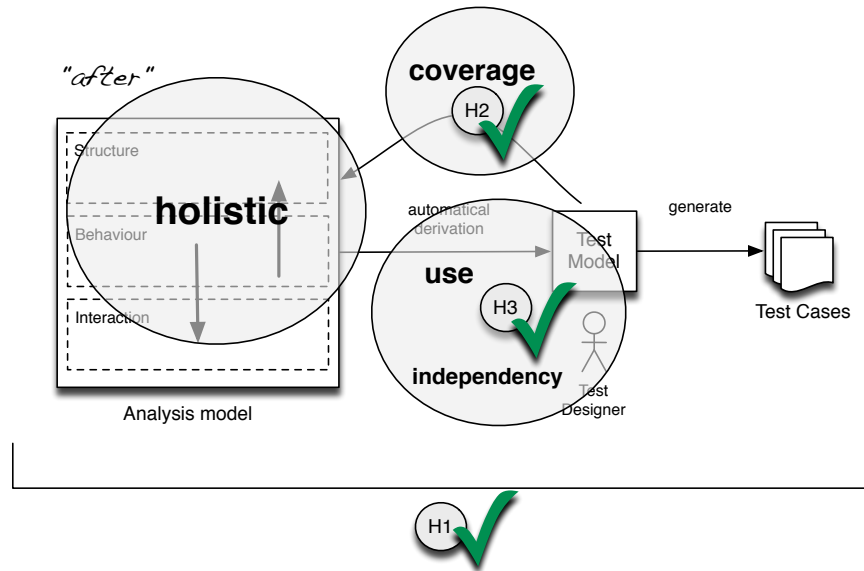 "after"
coverage
H2
Structure
holistic
Behaviour
Interaction
Analysis model
automatical
derivation
use
H3
independency
Test
Model
Test
Designer
generate
Test Cases
H1